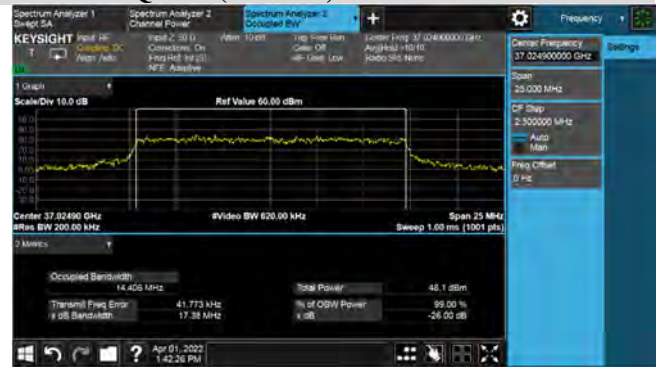 Spectrum Analyzer 1
Swept SA
Spectrum Analyzer 2
Channel Power
Spectrum Analyzer 3
Occupied BW
+
Frequency
KEYSIGHT Input: RF
Coupling: DC
Align: Auto
Input Z: 50 Ω
Corrections: On
Freq Ref: Int (S)
NFE: Adaptive
Atten: 10 dB
Trig: Free Run
Gate: Off
#IF Gain: Low
Center Freq: 37.024900000 GHz
Avg|Hold: >10/10
Radio Std: None
Center Frequency
37.024900000 GHz
Settings
Span
25.000 MHz
CF Step
2.500000 MHz
Auto
Man
Freq Offset
0 Hz
1 Graph
Scale/Div 10.0 dB
Ref Value 60.00 dBm
Center 37.02490 GHz
#Res BW 200.00 kHz
#Video BW 620.00 kHz
Span 25 MHz
Sweep 1.00 ms (1001 pts)
2 Metrics
Occupied Bandwidth
14.406 MHz
Total Power 48.1 dBm
Transmit Freq Error 41.773 kHz
% of OBW Power 99.00 %
x dB Bandwidth 17.38 MHz
x dB -26.00 dB
Apr 01, 2022
1:42:26 PM